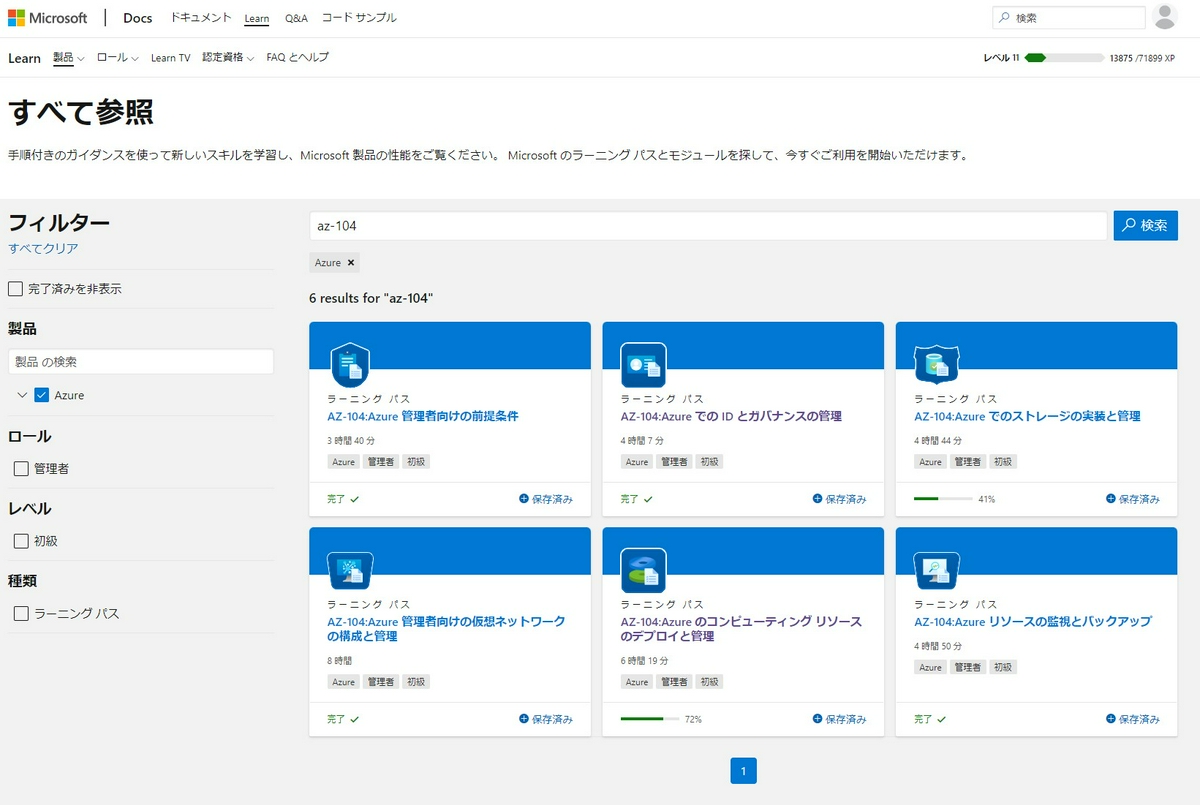 Microsoft Docs ドキュメント Learn Q&A コード サンプル 検索
Learn 製品 ロール Learn TV 認定資格 FAQ とヘルプ レベル 11 13875 /71899 XP
すべて参照
手順付きのガイダンスを使って新しいスキルを学習し、Microsoft 製品の性能をご覧ください。 Microsoft のラーニング パスとモジュールを探して、今すぐご利用を開始いただけます。
フィルター
すべてクリア
完了済みを非表示
製品
製品 の検索
Azure
ロール
管理者
レベル
初級
種類
ラーニング パス
az-104
検索
Azure ×
6 results for "az-104"
ラーニング パス
AZ-104:Azure 管理者向けの前提条件
3 時間 40 分
Azure 管理者 初級
完了 保存済み
ラーニング パス
AZ-104:Azure での ID とガバナンスの管理
4 時間 7 分
Azure 管理者 初級
完了 保存済み
ラーニング パス
AZ-104:Azure でのストレージの実装と管理
4 時間 44 分
Azure 管理者 初級
41% 保存済み
ラーニング パス
AZ-104:Azure 管理者向けの仮想ネットワーク
の構成と管理
8 時間
Azure 管理者 初級
完了 保存済み
ラーニング パス
AZ-104:Azure のコンピューティング リソース
のデプロイと管理
6 時間 19 分
Azure 管理者 初級
72% 保存済み
ラーニング パス
AZ-104:Azure リソースの監視とバックアップ
4 時間 50 分
Azure 管理者 初級
完了 保存済み
1